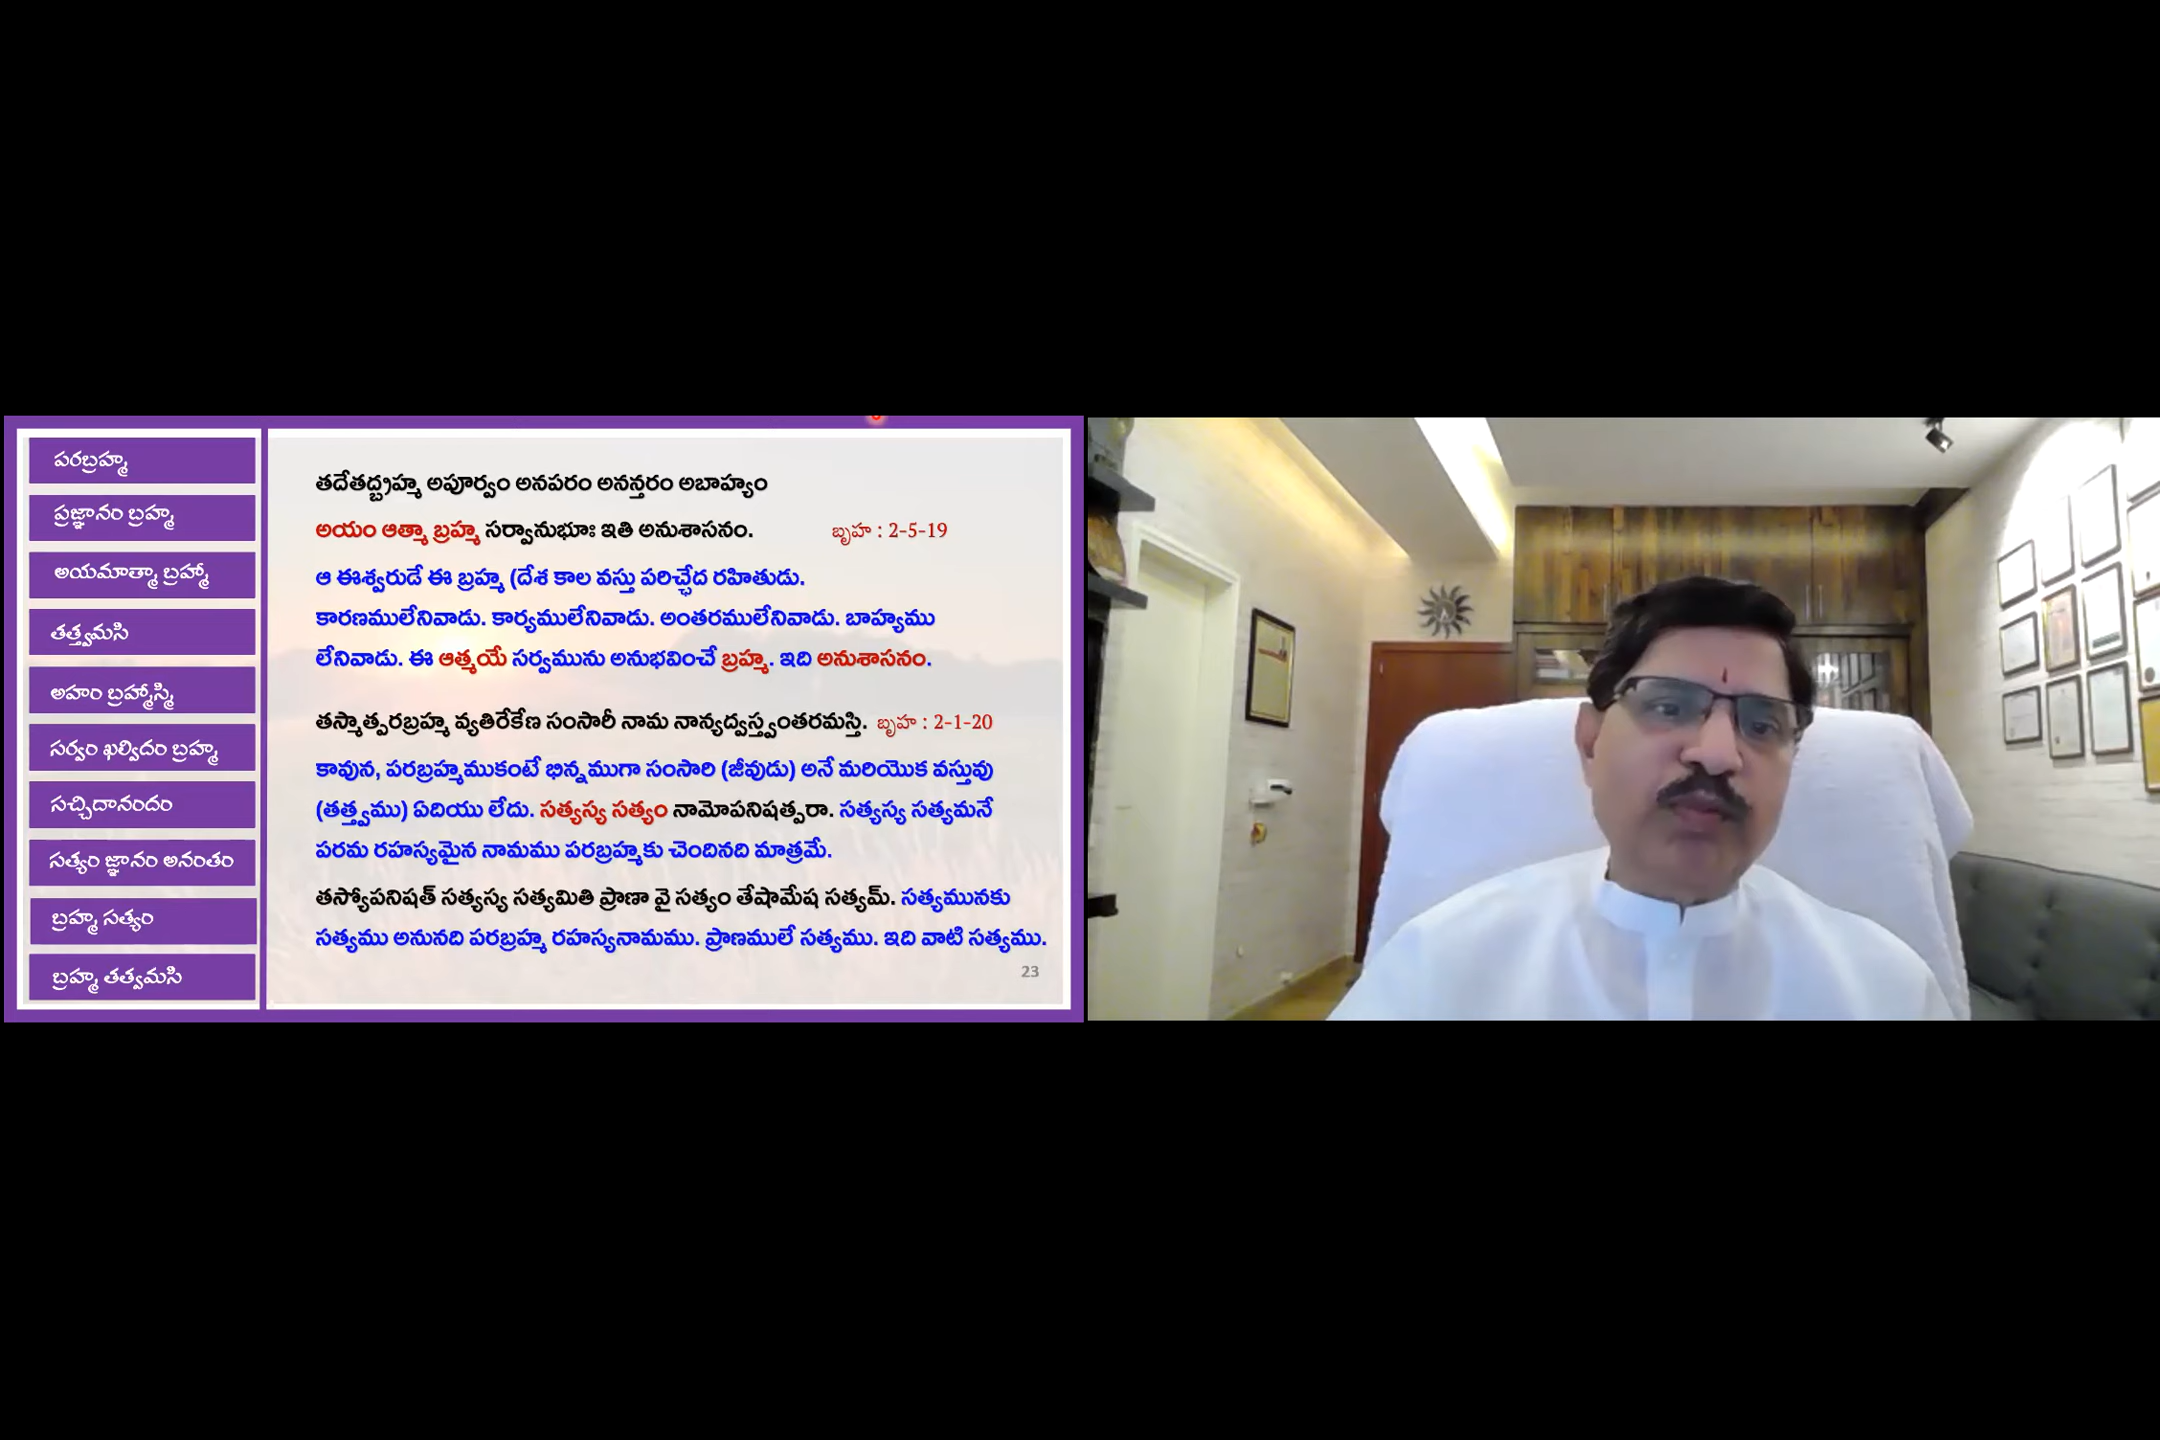 పరబ్రహ్మ
ప్రజ్ఞానం బ్రహ్మ
అయమాత్మా బ్రహ్మా
తత్త్వమసి
అహం బ్రహ్మాస్మి
సర్వం ఖల్విదం బ్రహ్మ
సచ్చిదానందం
సత్యం జ్ఞానం అనంతం
బ్రహ్మ సత్యం
బ్రహ్మ తత్వమసి
తదేతద్బ్రహ్మ అపూర్వం అనపరం అనన్తరం అబాహ్యం
అయం ఆత్మా బ్రహ్మ సర్వానుభూః ఇతి అనుశాసనం. బృహ : 2-5-19
ఆ ఈశ్వరుడే ఈ బ్రహ్మ (దేశ కాల వస్తు పరిచ్ఛేద రహితుడు.
కారణములేనివాడు. కార్యములేనివాడు. అంతరములేనివాడు. బాహ్యము
లేనివాడు. ఈ ఆత్మయే సర్వమును అనుభవించే బ్రహ్మ. ఇది అనుశాసనం.
తస్మాత్పరబ్రహ్మ వ్యతిరేకేణ సంసారీ నామ నాన్యద్వస్త్వంతరమస్తి. బృహ : 2-1-20
కావున, పరబ్రహ్మముకంటే భిన్నముగా సంసారి (జీవుడు) అనే మరియొక వస్తువు
(తత్త్వము) ఏదియు లేదు. సత్యస్య సత్యం నామోపనిషత్పరా. సత్యస్య సత్యమనే
పరమ రహస్యమైన నామము పరబ్రహ్మకు చెందినది మాత్రమే.
తస్యోపనిషత్ సత్యస్య సత్యమితి ప్రాణా వై సత్యం తేషామేష సత్యమ్. సత్యమునకు
సత్యము అనునది పరబ్రహ్మ రహస్యనామము. ప్రాణములే సత్యము. ఇది వాటి సత్యము.
23